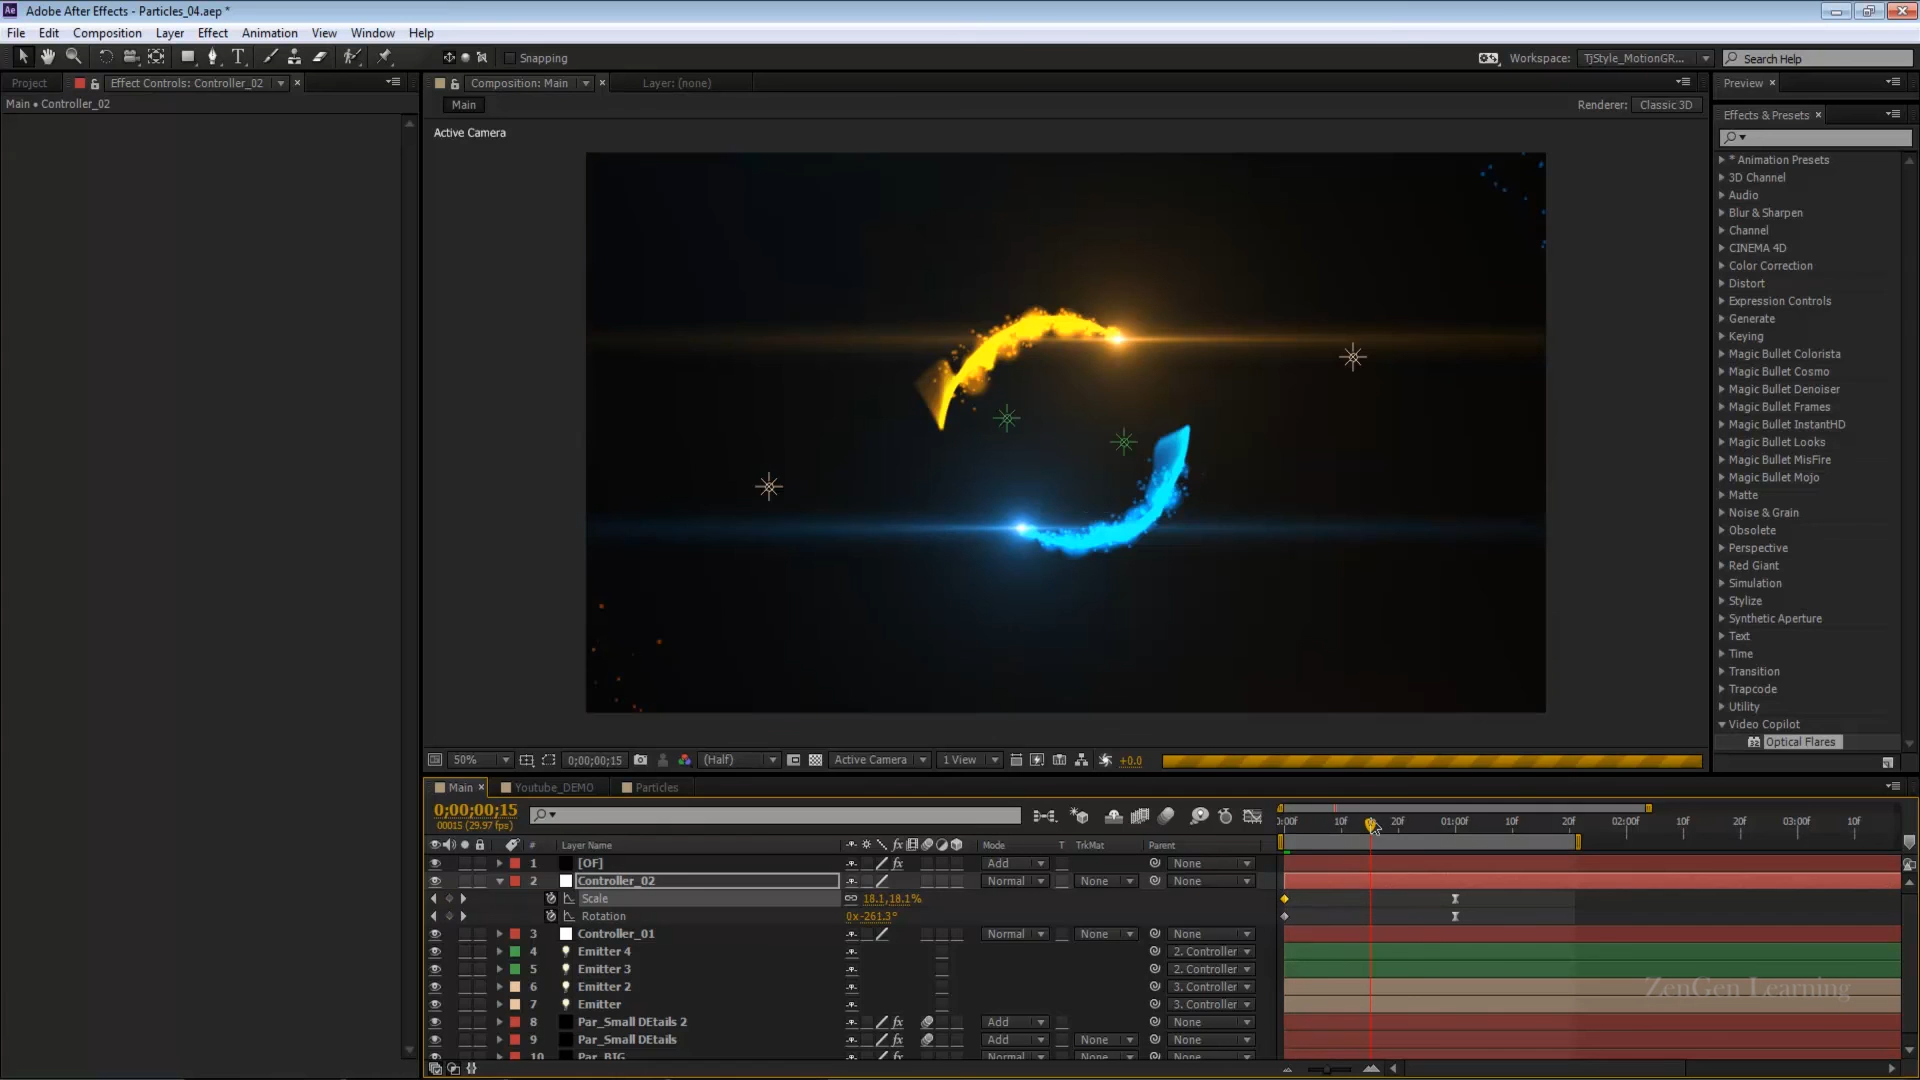 Adobe After Effects - Particles_04.aep *
File Edit Composition Layer Effect Animation View Window Help
Snapping
Workspace: TjStyle_MotionGR... Search Help
Project Effect Controls: Controller_02 Composition: Main Layer: (none) Preview
Main • Controller_02
Main
Renderer: Classic 3D
Active Camera
Effects & Presets
* Animation Presets
3D Channel
Audio
Blur & Sharpen
Channel
CINEMA 4D
Color Correction
Distort
Expression Controls
Generate
Keying
Magic Bullet Colorista
Magic Bullet Cosmo
Magic Bullet Denoiser
Magic Bullet Frames
Magic Bullet InstantHD
Magic Bullet Looks
Magic Bullet MisFire
Magic Bullet Mojo
Matte
Noise & Grain
Obsolete
Perspective
Red Giant
Simulation
Stylize
Synthetic Aperture
Text
Time
Transition
Trapcode
Utility
Video Copilot
Optical Flares
50% 0;00;00;15 (Half) Active Camera 1 View +0.0
Main Youtube_DEMO Particles
0;00;00;15
00015 (29.97 fps)
0:00f 10f 20f 01:00f 10f 20f 02:00f 10f 20f 03:00f 10f
# Layer Name Mode T TrkMat Parent
1 [OF] Add None
2 Controller_02 Normal None None
Scale 18.1,18.1%
Rotation 0x-261.3°
3 Controller_01 Normal None None
4 Emitter 4 2. Controller
5 Emitter 3 2. Controller
6 Emitter 2 3. Controller
7 Emitter 3. Controller
8 Par_Small DEtails 2 Add None
9 Par_Small DEtails Add None None
10 Par_BIG Normal None None
ZenGen Learning